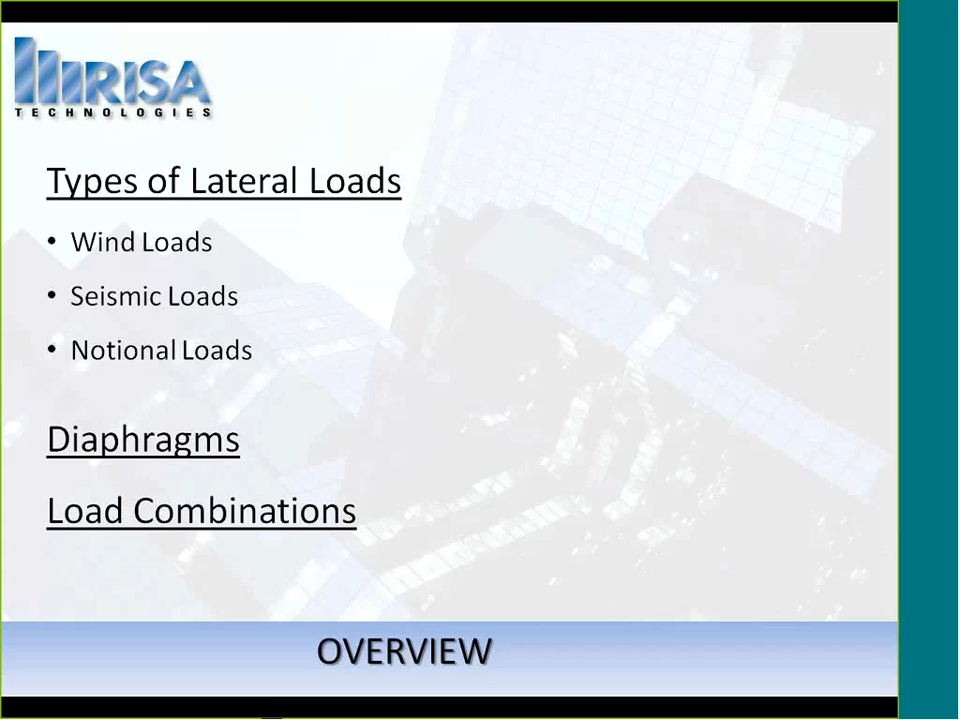 RISA
TECHNOLOGIES
Types of Lateral Loads
• Wind Loads
• Seismic Loads
• Notional Loads
Diaphragms
Load Combinations
OVERVIEW